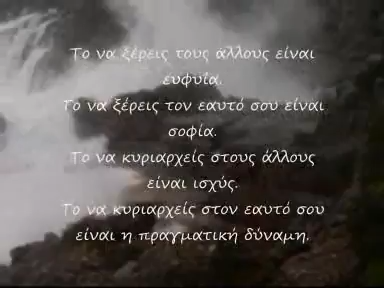 Το να ξέρεις τους άλλους είναι
ευφυΐα.
Το να ξέρεις τον εαυτό σου είναι
σοφία.
Το να κυριαρχείς στους άλλους
είναι ισχύς.
Το να κυριαρχείς στον εαυτό σου
είναι η πραγματική δύναμη.